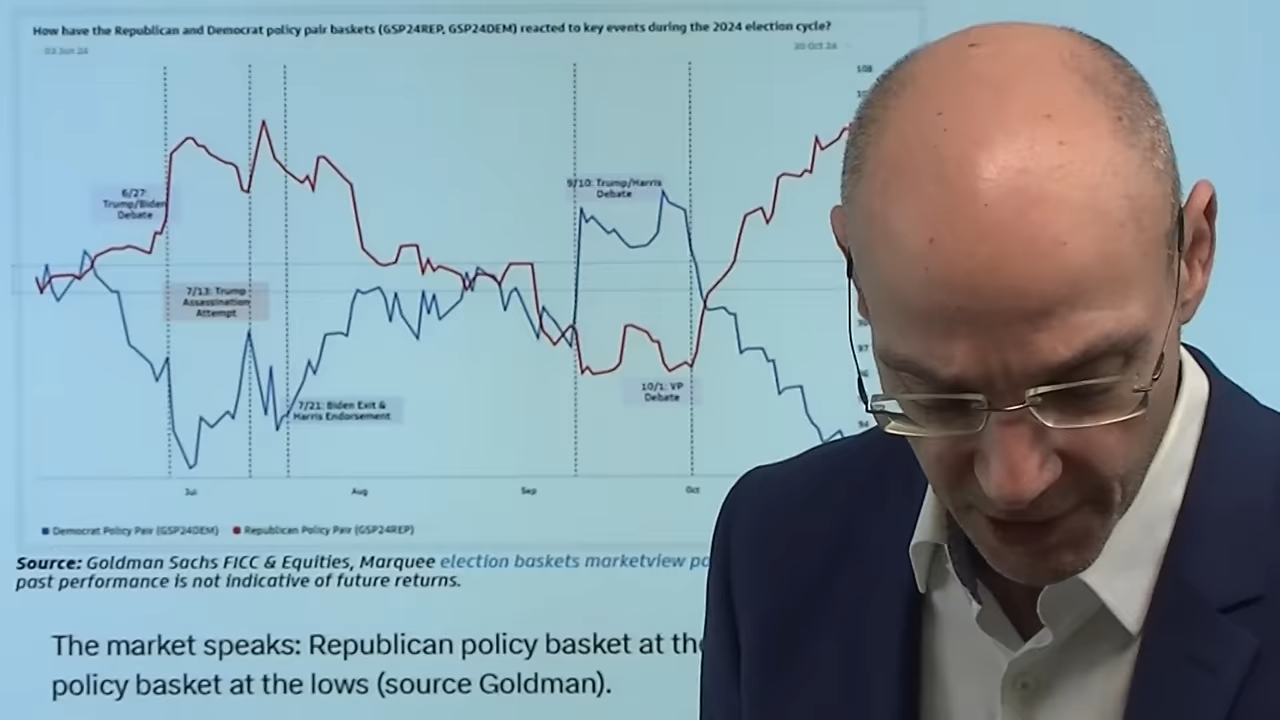 How have the Republican and Democrat policy pair baskets (GSP24REP, GSP24DEM) reacted to key events during the 2024 election cycle?
03 Jun 24
20 Oct 24
108
6/27:
Trump/Biden
Debate
9/10: Trump/Harris
Debate
7/13: Trump
Assassination
Attempt
97
10/1: VP
Debate
7/21: Biden Exit &
Harris Endorsement
94
Jul
Aug
Sep
Oct
Democrat Policy Pair (GSP24DEM)
Republican Policy Pair (GSP24REP)
Source: Goldman Sachs FICC & Equities, Marquee election baskets marketview
past performance is not indicative of future returns.
The market speaks: Republican policy basket at
policy basket at the lows (source Goldman).